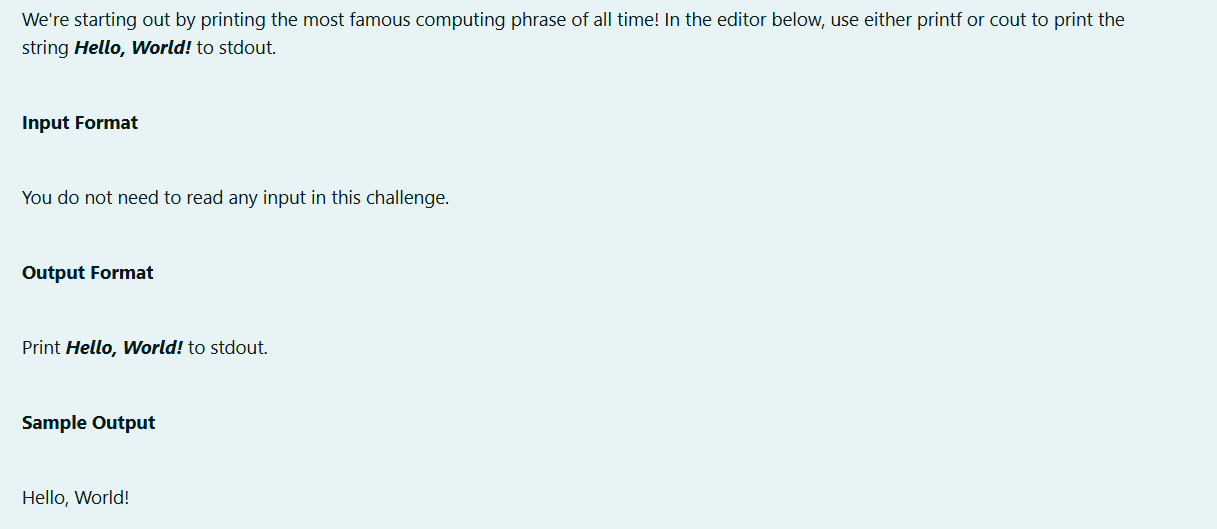 We're starting out by printing the most famous computing phrase of all time! In the editor below, use either printf or cout to print the
string Hello, World! to stdout.
Input Format
You do not need to read any input in this challenge.
Output Format
Print Hello, World! to stdout.
Sample Output
Hello, World!